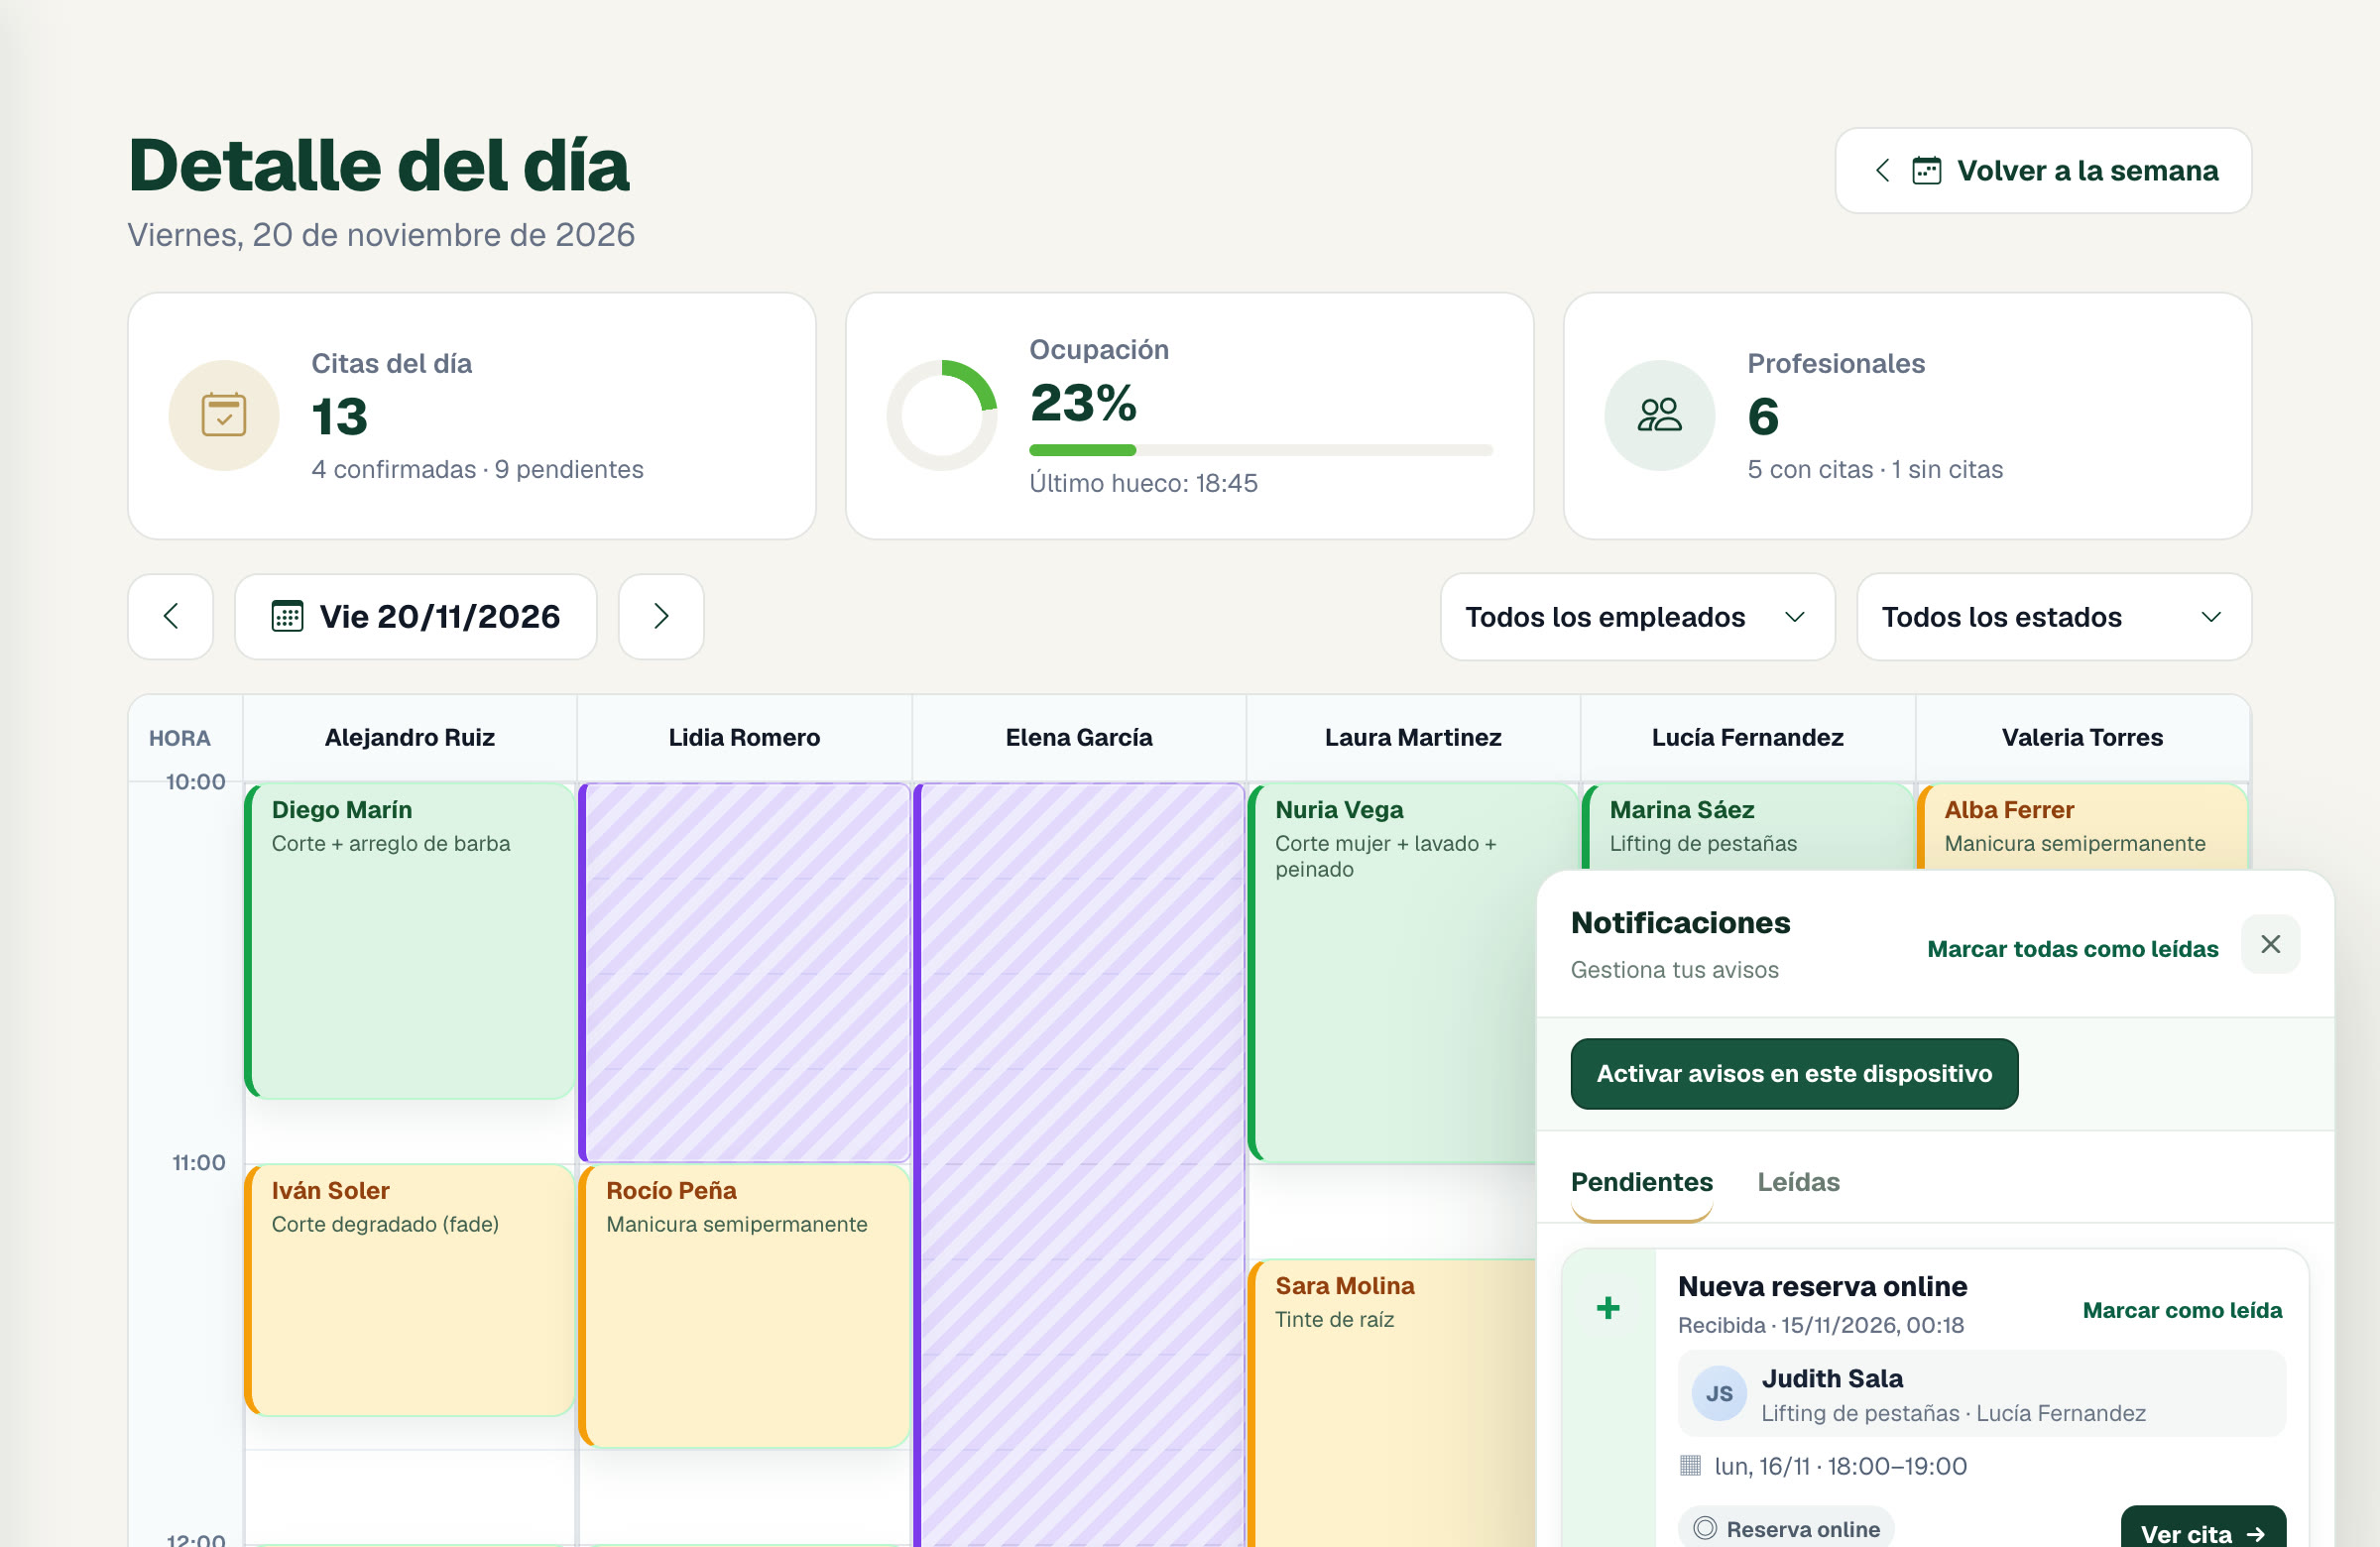 Detalle del día
Viernes, 20 de noviembre de 2026
Volver a la semana
Citas del día
13
4 confirmadas · 9 pendientes
Ocupación
23%
Último hueco: 18:45
Profesionales
6
5 con citas · 1 sin citas
Vie 20/11/2026
Todos los empleados
Todos los estados
HORA
Alejandro Ruiz
Lidia Romero
Elena García
Laura Martinez
Lucía Fernandez
Valeria Torres
10:00
Diego Marín
Corte + arreglo de barba
Nuria Vega
Corte mujer + lavado +
peinado
Marina Sáez
Lifting de pestañas
Alba Ferrer
Manicura semipermanente
11:00
Iván Soler
Corte degradado (fade)
Rocío Peña
Manicura semipermanente
Sara Molina
Tinte de raíz
12:00
Notificaciones
Gestiona tus avisos
Marcar todas como leídas
Activar avisos en este dispositivo
Pendientes
Leídas
Nueva reserva online
Recibida · 15/11/2026, 00:18
Marcar como leída
JS
Judith Sala
Lifting de pestañas · Lucía Fernandez
lun, 16/11 · 18:00–19:00
Reserva online
Ver cita →